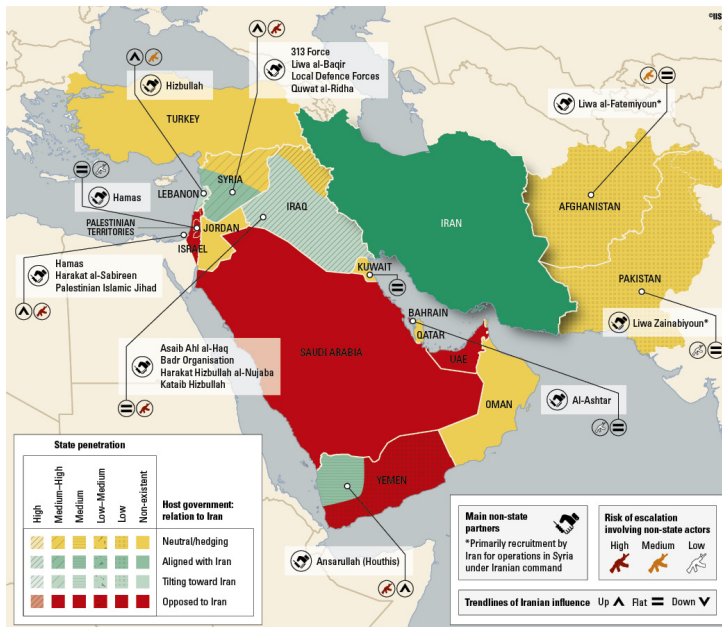 ©IISS
313 Force
Liwa al-Baqir
Local Defence Forces
Quwat al-Ridha
Hizbullah
Liwa al-Fatemiyoun*
TURKEY
SYRIA
LEBANON
Hamas
IRAQ
IRAN
AFGHANISTAN
PALESTINIAN
TERRITORIES
JORDAN
ISRAEL
PAKISTAN
KUWAIT
Hamas
Harakat al-Sabireen
Palestinian Islamic Jihad
BAHRAIN
QATAR
Liwa Zainabiyoun*
Asaib Ahl al-Haq
Badr Organisation
Harakat Hizbullah al-Nujaba
Kataib Hizbullah
SAUDI ARABIA
UAE
Al-Ashtar
OMAN
YEMEN
Ansarullah (Houthis)
State penetration
High
Medium–High
Medium
Low–Medium
Low
Non-existent
Host government:
relation to Iran
Neutral/hedging
Aligned with Iran
Tilting toward Iran
Opposed to Iran
Main non-state
partners
*Primarily recruitment by
Iran for operations in Syria
under Iranian command
Risk of escalation
involving non-state actors
High Medium Low
Trendlines of Iranian influence Up Flat Down